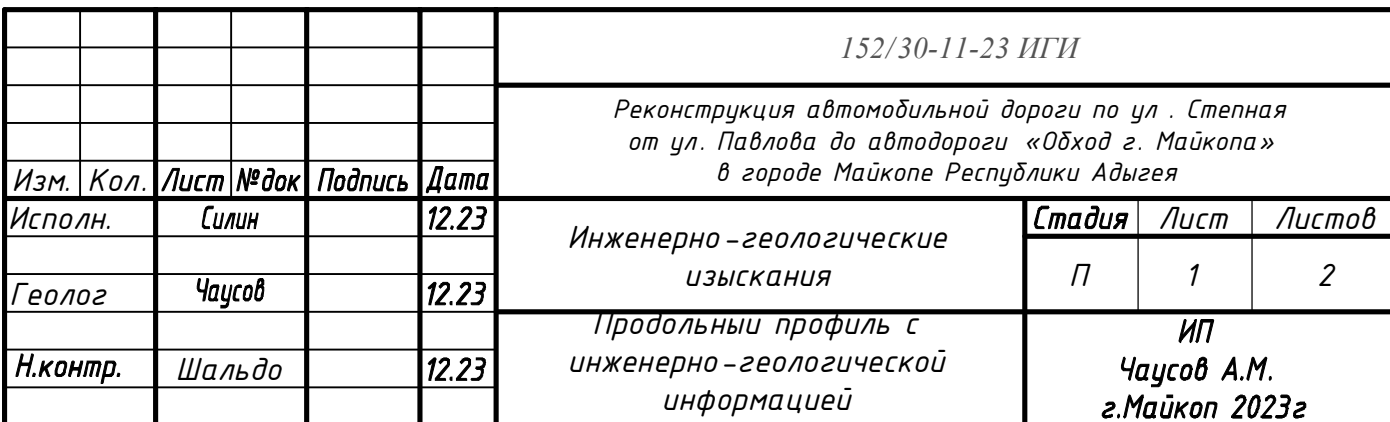 152/30-11-23 ИГИ
Реконструкция автомобильной дороги по ул . Степная
от ул. Павлова до автодороги «Обход г. Майкопа»
в городе Майкопе Республики Адыгея
Изм. Кол. Лист №док Подпись Дата
Исполн. Силин 12.23
Инженерно-геологические
изыскания
Стадия Лист Листов
П 1 2
Геолог Чаусов 12.23
Продольный профиль с
инженерно-геологической
информацией
Н.контр. Шальдо 12.23
ИП
Чаусов А.М.
г.Майкоп 2023г